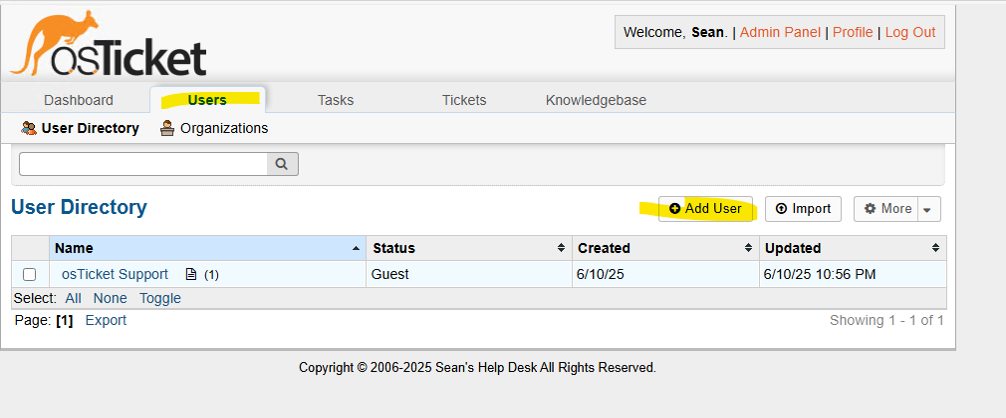 osTicket
Welcome, Sean. | Admin Panel | Profile | Log Out
Dashboard Users Tasks Tickets Knowledgebase
User Directory Organizations
User Directory
Add User Import More
Name Status Created Updated
osTicket Support (1) Guest 6/10/25 6/10/25 10:56 PM
Select: All None Toggle
Page: [1] Export Showing 1 - 1 of 1
Copyright © 2006-2025 Sean's Help Desk All Rights Reserved.